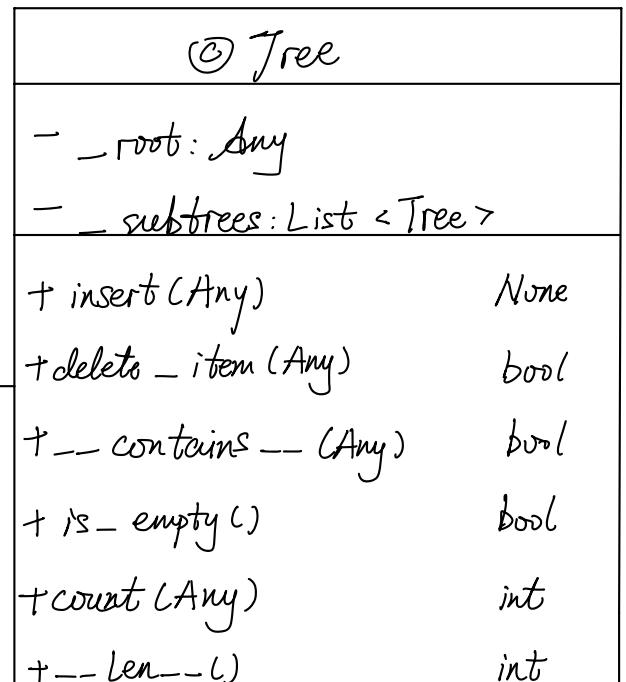 © Tree
- _root: Any
- _subtrees: List <Tree>
+ insert (Any) None
+ delete_item (Any) bool
+ __contains__ (Any) bool
+ is_empty () bool
+ count (Any) int
+ __len__ () int